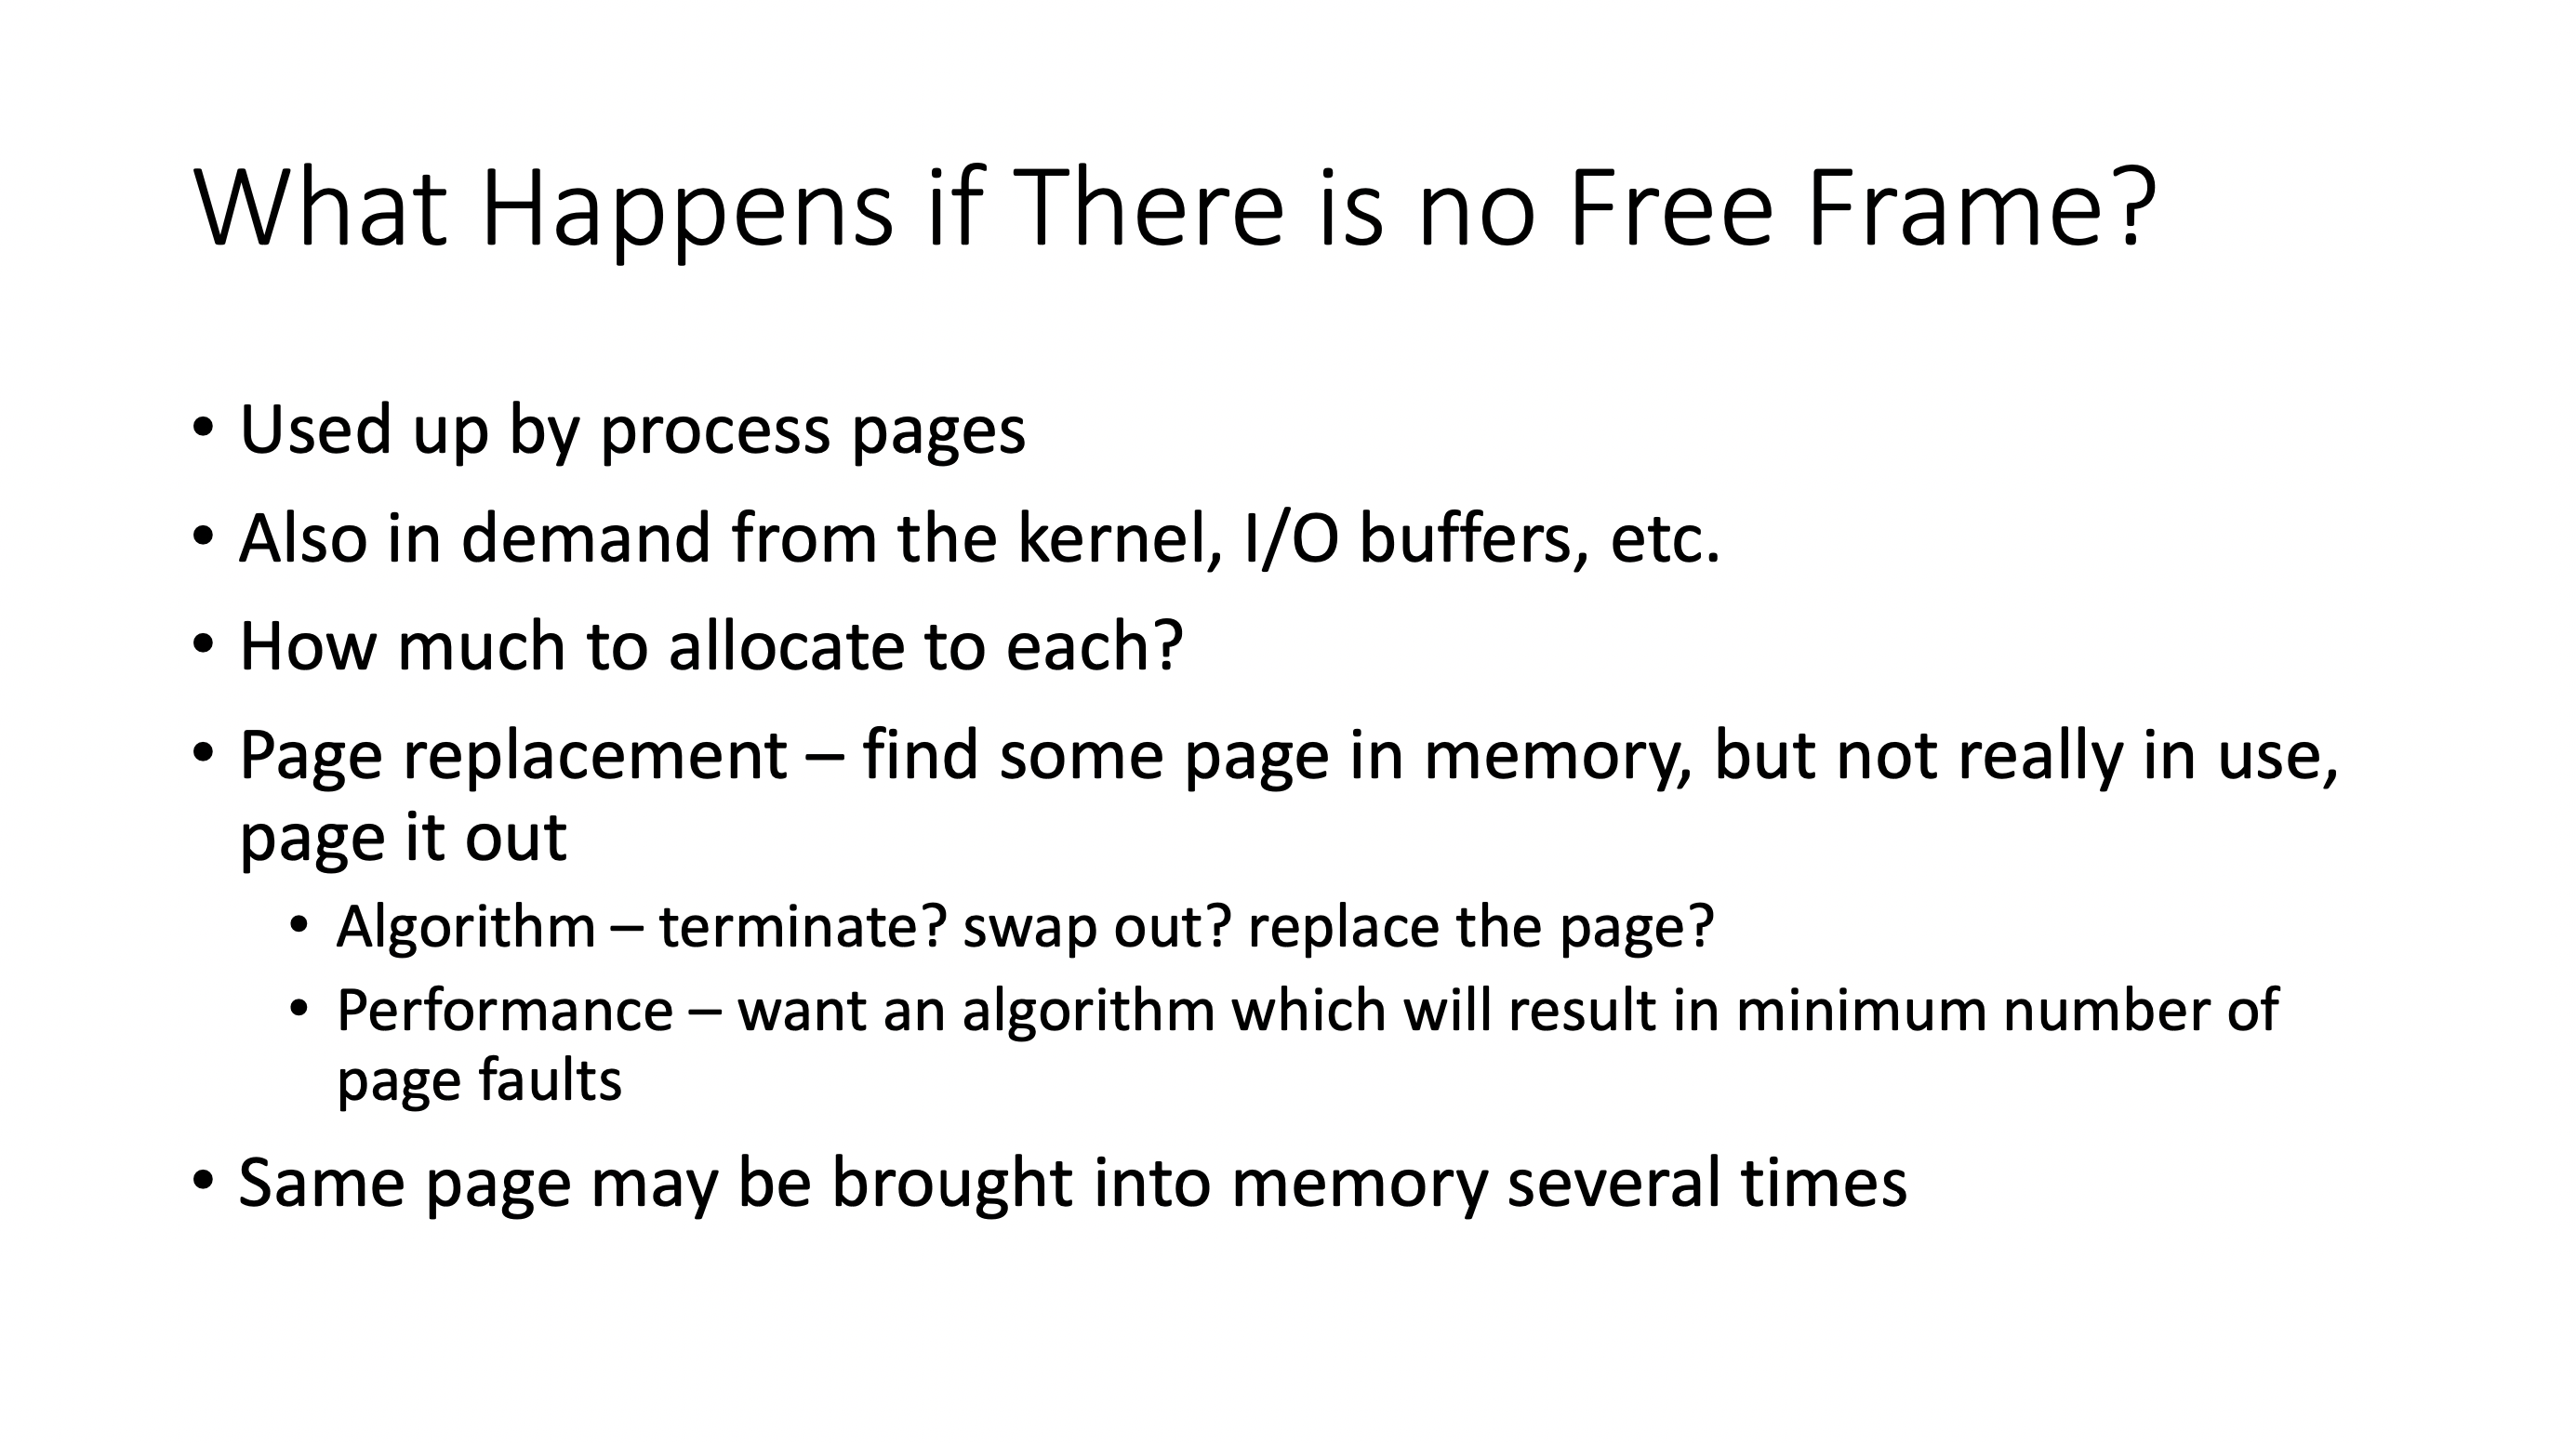 What Happens if There is no Free Frame?
• Used up by process pages
• Also in demand from the kernel, I/O buffers, etc.
• How much to allocate to each?
• Page replacement – find some page in memory, but not really in use,
page it out
• Algorithm – terminate? swap out? replace the page?
• Performance – want an algorithm which will result in minimum number of
page faults
• Same page may be brought into memory several times